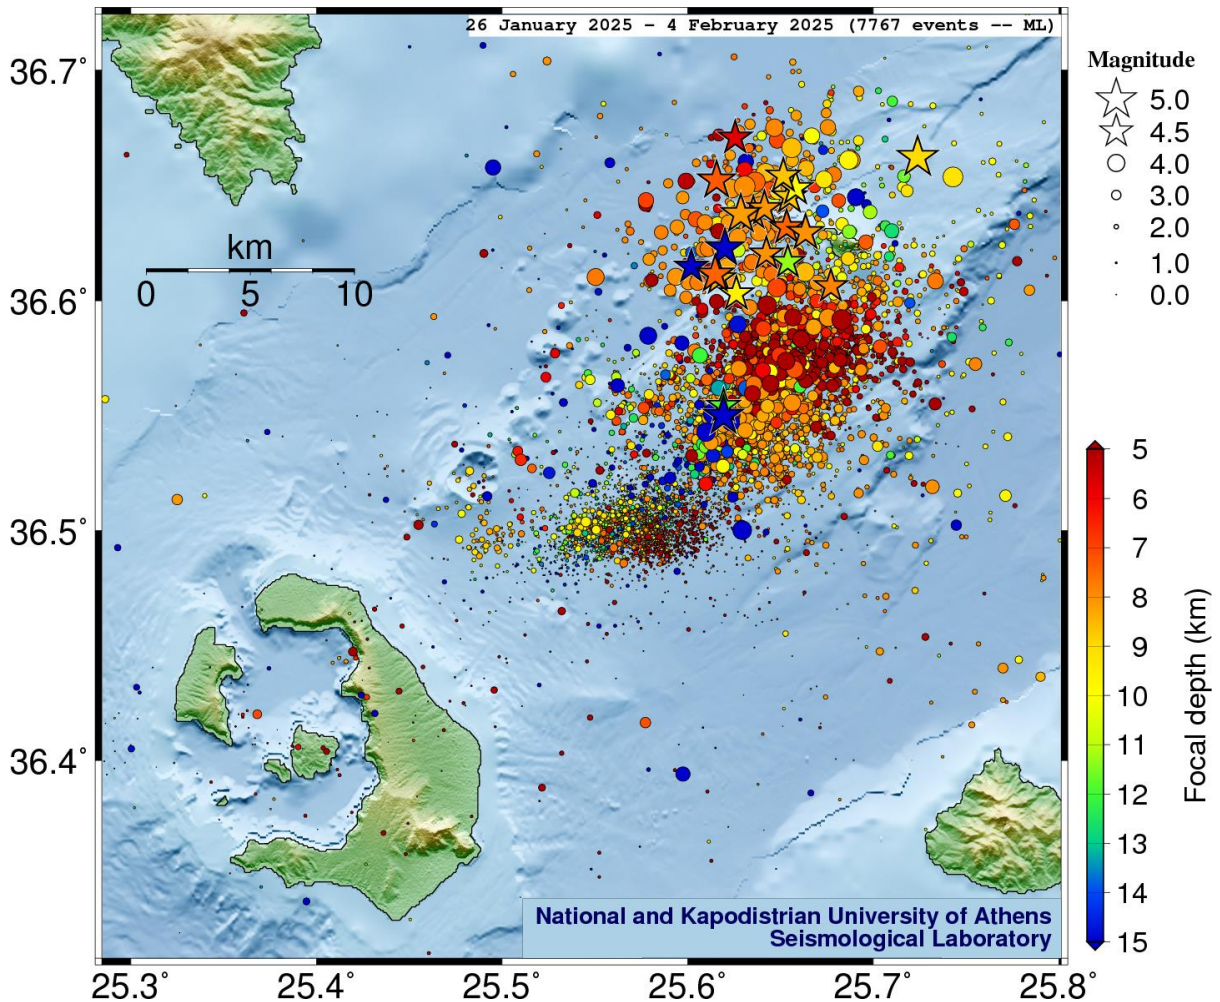 26 January 2025 – 4 February 2025 (7767 events –– ML)
36.7°
36.6°
36.5°
36.4°
km
0 5 10
Magnitude
5.0
4.5
4.0
3.0
2.0
1.0
0.0
5
6
7
8
9
10
11
12
13
14
15
Focal depth (km)
National and Kapodistrian University of Athens
Seismological Laboratory
25.3° 25.4° 25.5° 25.6° 25.7° 25.8°